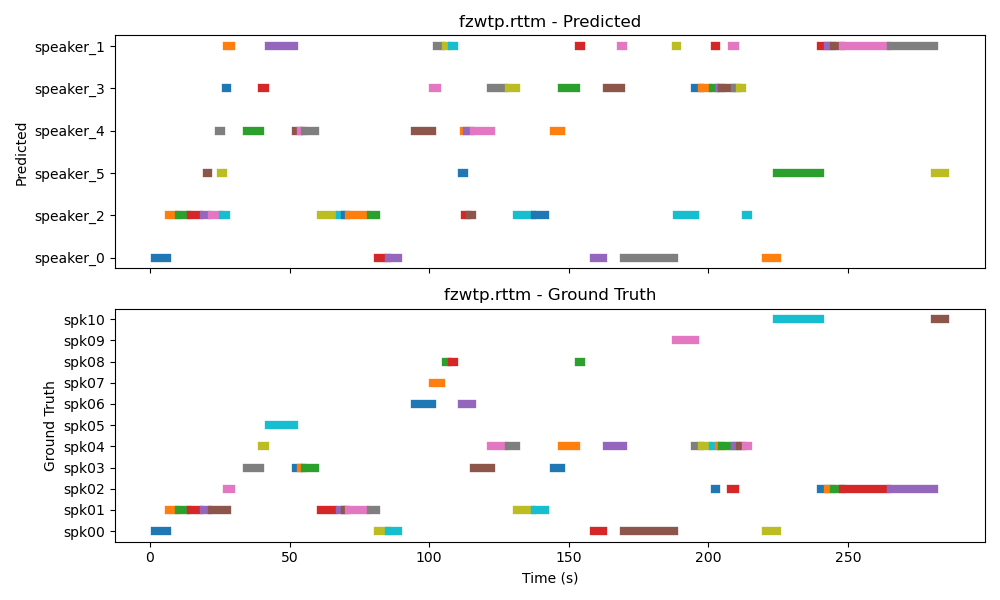 fzwtp.rttm - Predicted
speaker_1
speaker_3
speaker_4
speaker_5
speaker_2
speaker_0
Predicted
fzwtp.rttm - Ground Truth
spk10
spk09
spk08
spk07
spk06
spk05
spk04
spk03
spk02
spk01
spk00
Ground Truth
0 50 100 150 200 250
Time (s)